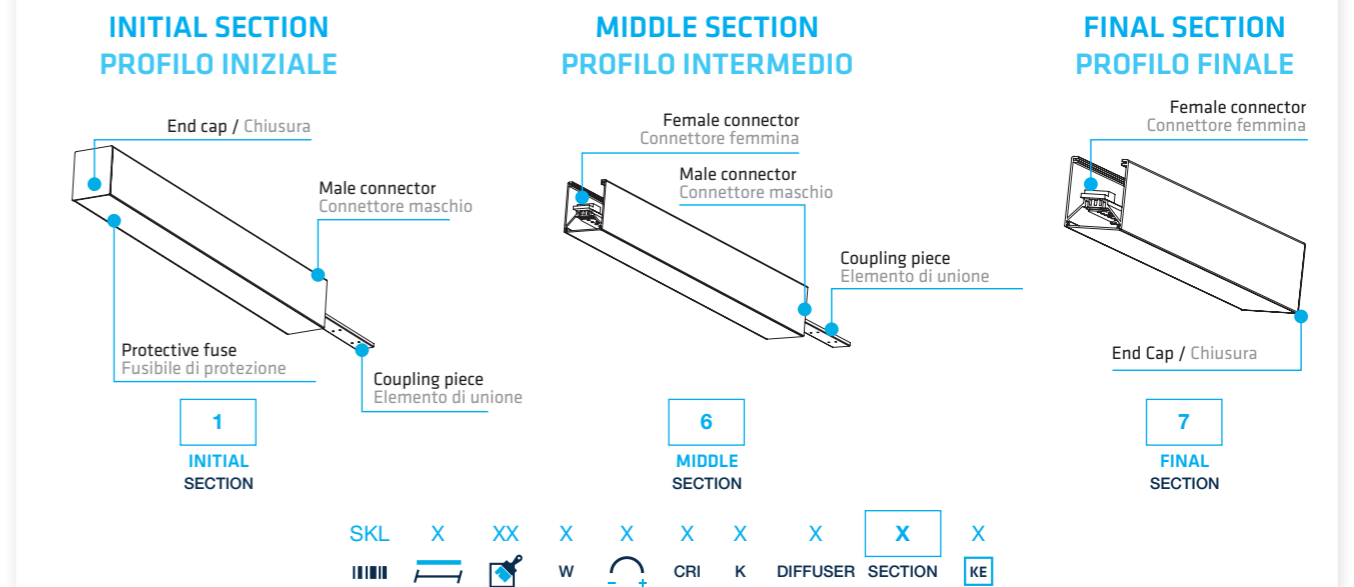 INITIAL SECTION
PROFILO INIZIALE
End cap / Chiusura
Male connector
Connettore maschio
Protective fuse
Fusibile di protezione
Coupling piece
Elemento di unione
1
INITIAL
SECTION
MIDDLE SECTION
PROFILO INTERMEDIO
Female connector
Connettore femmina
Male connector
Connettore maschio
Coupling piece
Elemento di unione
6
MIDDLE
SECTION
FINAL SECTION
PROFILO FINALE
Female connector
Connettore femmina
End Cap / Chiusura
7
FINAL
SECTION
SKL X XX X X X X X X X
W - + CRI K DIFFUSER SECTION KE